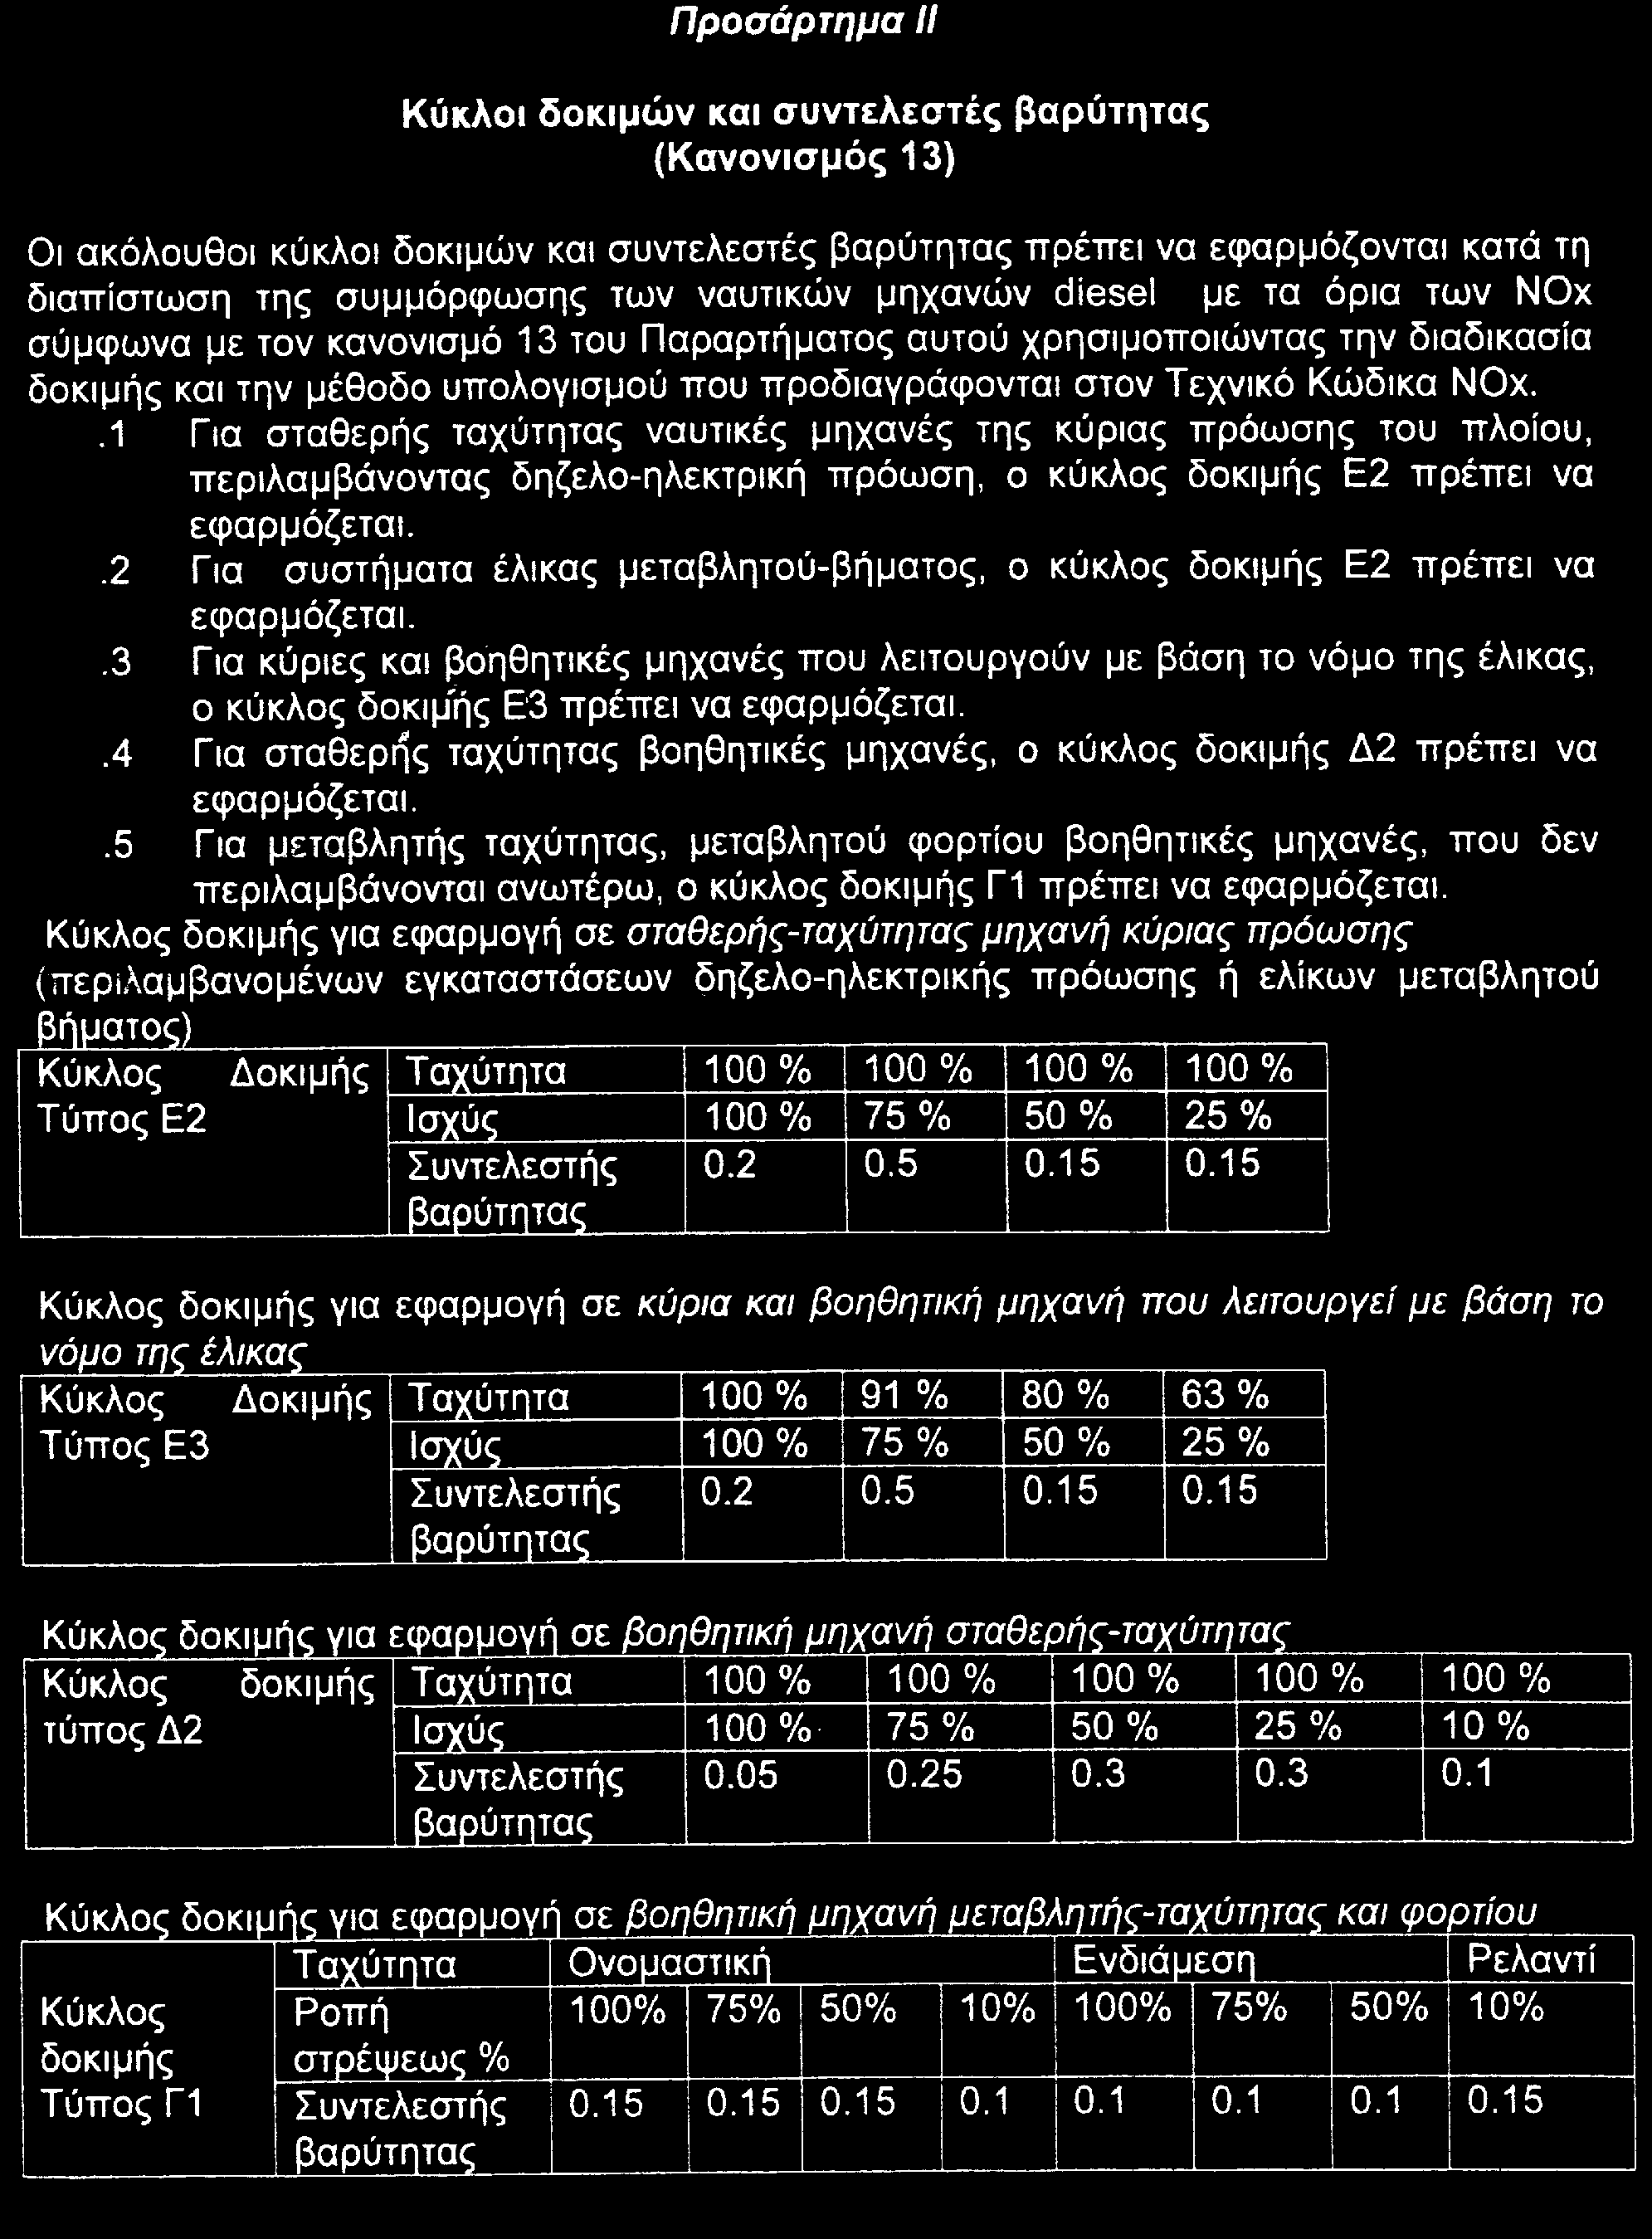 Προσάρτημα II
Κύκλοι δοκιμών και συντελεστές βαρύτητας
(Κανονισμός 13)
Οι ακόλουθοι κύκλοι δοκιμών και συντελεστές βαρύτητας πρέπει να εφαρμόζονται κατά τη
διαπίστωση της συμμόρφωσης των ναυτικών μηχανών diesel με τα όρια των NOx
σύμφωνα με τον κανονισμό 13 του Παραρτήματος αυτού χρησιμοποιώντας την διαδικασία
δοκιμής και την μέθοδο υπολογισμού που προδιαγράφονται στον Τεχνικό Κώδικα NOx.
.1 Για σταθερής ταχύτητας ναυτικές μηχανές της κύριας πρόωσης του πλοίου,
περιλαμβάνοντας δηζελο-ηλεκτρική πρόωση, ο κύκλος δοκιμής Ε2 πρέπει να
εφαρμόζεται.
.2 Για συστήματα έλικας μεταβλητού-βήματος, ο κύκλος δοκιμής Ε2 πρέπει να
εφαρμόζεται.
.3 Για κύριες και βοηθητικές μηχανές που λειτουργούν με βάση το νόμο της έλικας,
ο κύκλος δοκιμής Ε3 πρέπει να εφαρμόζεται.
.4 Για σταθερής ταχύτητας βοηθητικές μηχανές, ο κύκλος δοκιμής Δ2 πρέπει να
εφαρμόζεται.
.5 Για μεταβλητής ταχύτητας, μεταβλητού φορτίου βοηθητικές μηχανές, που δεν
περιλαμβάνονται ανωτέρω, ο κύκλος δοκιμής Γ1 πρέπει να εφαρμόζεται.
Κύκλος δοκιμής για εφαρμογή σε σταθερής-ταχύτητας μηχανή κύριας πρόωσης
(περιλαμβανομένων εγκαταστάσεων δηζελο-ηλεκτρικής πρόωσης ή ελίκων μεταβλητού
βήματος)
Κύκλος Δοκιμής Ταχύτητα 100 % 100 % 100 % 100 %
Τύπος Ε2 Ισχύς 100 % 75 % 50 % 25 %
Συντελεστής 0.2 0.5 0.15 0.15
βαρύτητας
Κύκλος δοκιμής για εφαρμογή σε κύρια και βοηθητική μηχανή που λειτουργεί με βάση το
νόμο της έλικας
Κύκλος Δοκιμής Ταχύτητα 100 % 91 % 80 % 63 %
Τύπος Ε3 Ισχύς 100 % 75 % 50 % 25 %
Συντελεστής 0.2 0.5 0.15 0.15
βαρύτητας
Κύκλος δοκιμής για εφαρμογή σε βοηθητική μηχανή σταθερής-ταχύτητας
Κύκλος δοκιμής Ταχύτητα 100 % 100 % 100 % 100 % 100 %
τύπος Δ2 Ισχύς 100 % 75 % 50 % 25 % 10 %
Συντελεστής 0.05 0.25 0.3 0.3 0.1
βαρύτητας
Κύκλος δοκιμής για εφαρμογή σε βοηθητική μηχανή μεταβλητής-ταχύτητας και φορτίου
Ταχύτητα Ονομαστική Ενδιάμεση Ρελαντί
Κύκλος Ροπή 100% 75% 50% 10% 100% 75% 50% 10%
δοκιμής στρέψεως %
Τύπος Γ1 Συντελεστής 0.15 0.15 0.15 0.1 0.1 0.1 0.1 0.15
βαρύτητας